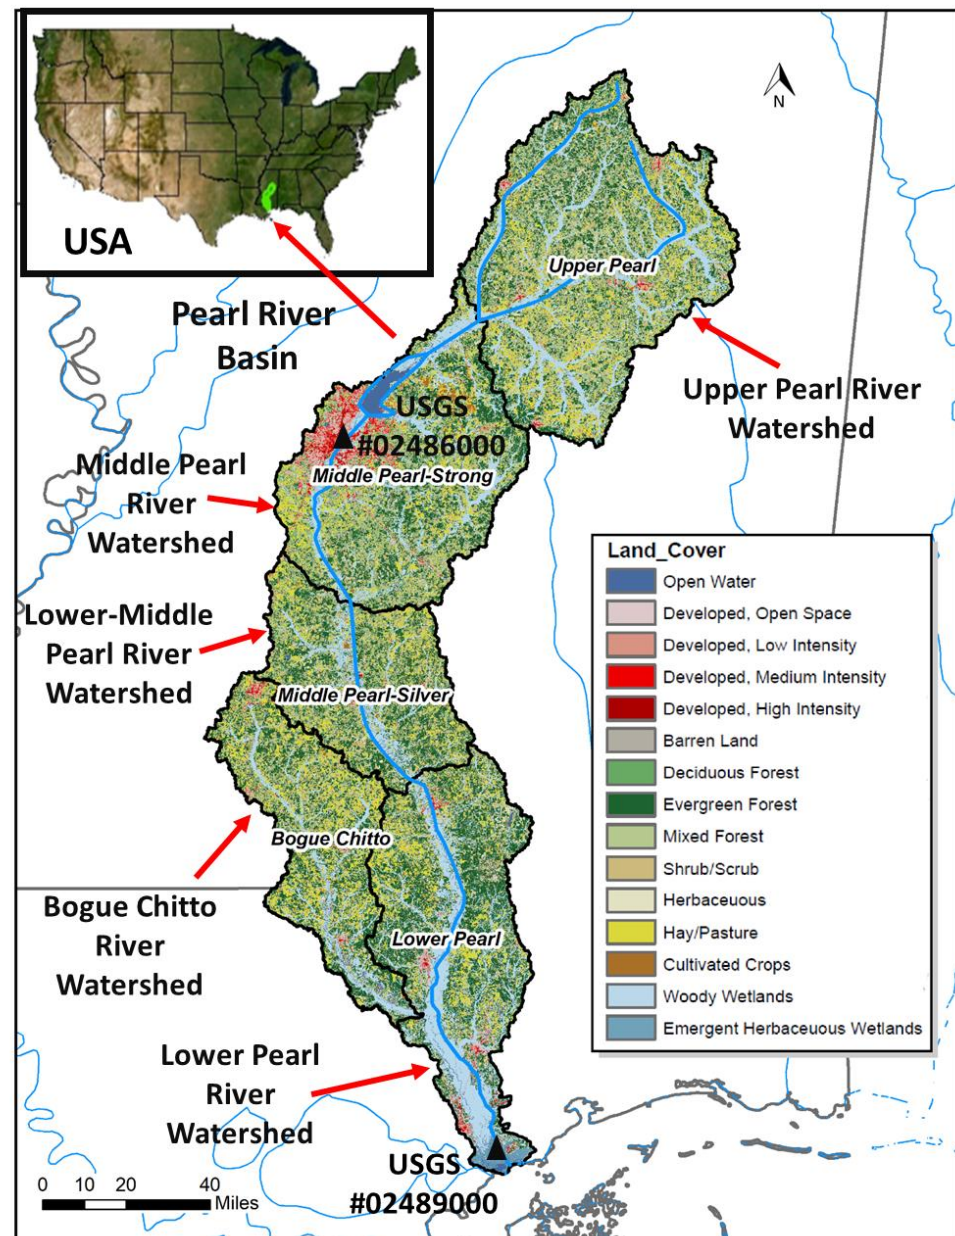 USA
N
Pearl River
Basin
Upper Pearl
Upper Pearl River
Watershed
USGS
#02486000
Middle Pearl-Strong
Middle Pearl
River
Watershed
Lower-Middle
Pearl River
Watershed
Middle Pearl-Silver
Bogue Chitto
Bogue Chitto
River
Watershed
Lower Pearl
Lower Pearl
River
Watershed
USGS
#02489000
0 10 20 40
Miles
Land_Cover
Open Water
Developed, Open Space
Developed, Low Intensity
Developed, Medium Intensity
Developed, High Intensity
Barren Land
Deciduous Forest
Evergreen Forest
Mixed Forest
Shrub/Scrub
Herbaceuous
Hay/Pasture
Cultivated Crops
Woody Wetlands
Emergent Herbaceuous Wetlands